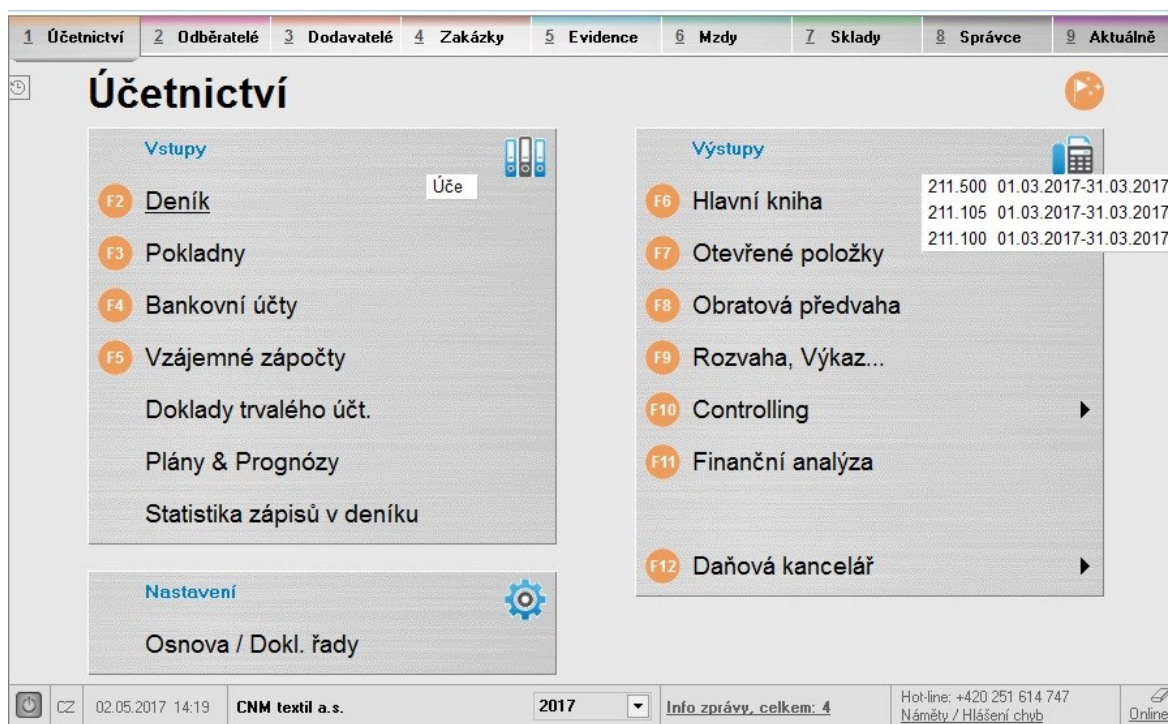 1 Účetnictví 2 Odběratelé 3 Dodavatelé 4 Zakázky 5 Evidence 6 Mzdy 7 Sklady 8 Správce 9 Aktuálně
Účetnictví
Vstupy
Úče
F2 Deník
F3 Pokladny
F4 Bankovní účty
F5 Vzájemné zápočty
Doklady trvalého účt.
Plány & Prognózy
Statistika zápisů v deníku
Nastavení
Osnova / Dokl. řady
Výstupy
F6 Hlavní kniha
211.500 01.03.2017-31.03.2017
211.105 01.03.2017-31.03.2017
211.100 01.03.2017-31.03.2017
F7 Otevřené položky
F8 Obratová předvaha
F9 Rozvaha, Výkaz...
F10 Controlling
F11 Finanční analýza
F12 Daňová kancelář
CZ 02.05.2017 14:19 CNM textil a.s. 2017 Info zprávy, celkem: 4
Hot-line: +420 251 614 747
Náměty / Hlášení chyb
Online